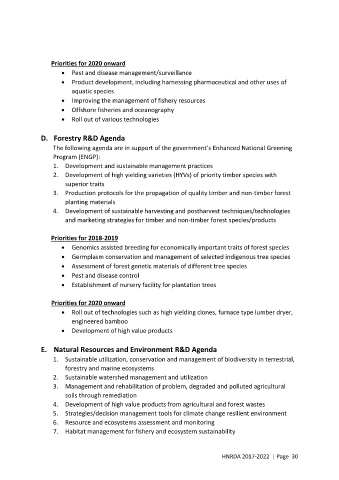 Priorities for 2020 onward
• Pest and disease management/surveillance
• Product development, including harnessing pharmaceutical and other uses of
aquatic species
• Improving the management of fishery resources
• Offshore fisheries and oceanography
• Roll out of various technologies
D. Forestry R&D Agenda
The following agenda are in support of the government's Enhanced National Greening
Program (ENGP):
1. Development and sustainable management practices
2. Development of high yielding varieties (HYVs) of priority timber species with
superior traits
3. Production protocols for the propagation of quality timber and non-timber forest
planting materials
4. Development of sustainable harvesting and postharvest techniques/technologies
and marketing strategies for timber and non-timber forest species/products
Priorities for 2018-2019
• Genomics assisted breeding for economically important traits of forest species
• Germplasm conservation and management of selected indigenous tree species
• Assessment of forest genetic materials of different tree species
• Pest and disease control
• Establishment of nursery facility for plantation trees
Priorities for 2020 onward
• Roll out of technologies such as high yielding clones, furnace type lumber dryer,
engineered bamboo
• Development of high value products
E. Natural Resources and Environment R&D Agenda
1. Sustainable utilization, conservation and management of biodiversity in terrestrial,
forestry and marine ecosystems
2. Sustainable watershed management and utilization
3. Management and rehabilitation of problem, degraded and polluted agricultural
soils through remediation
4. Development of high value products from agricultural and forest wastes
5. Strategies/decision management tools for climate change resilient environment
6. Resource and ecosystems assessment and monitoring
7. Habitat management for fishery and ecosystem sustainability
HNRDA 2017-2022 | Page 30